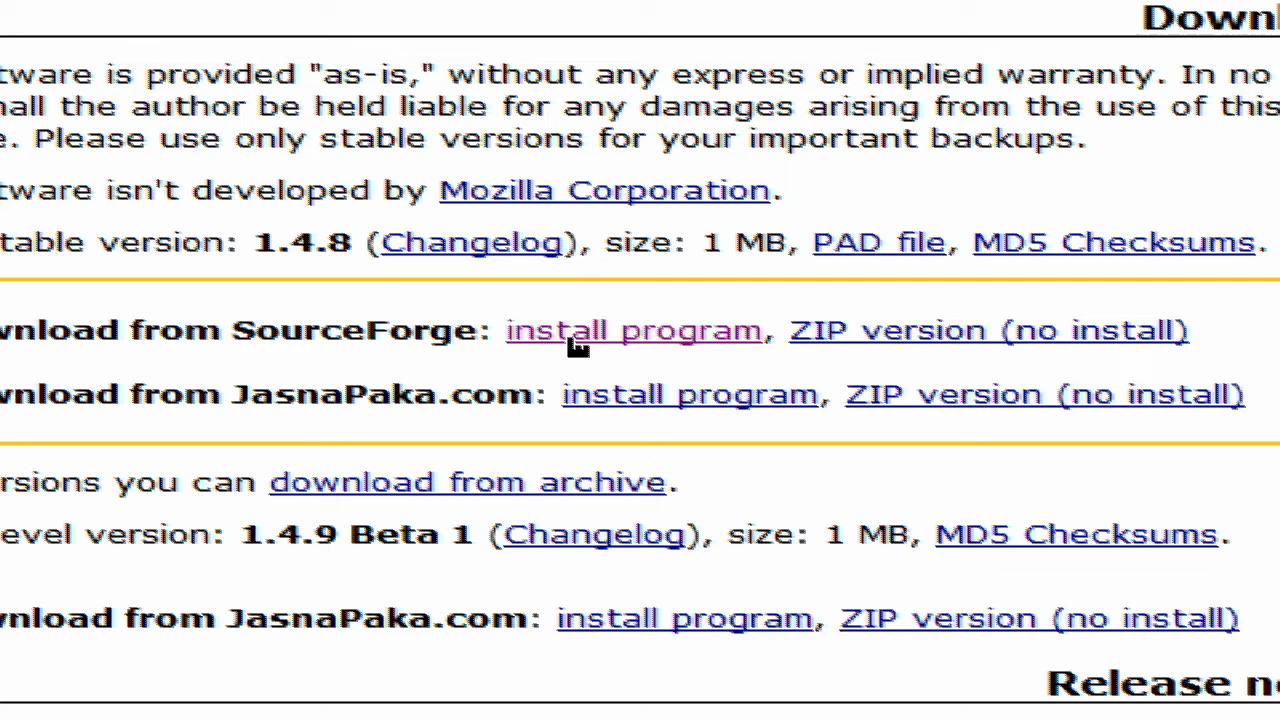 Downl
tware is provided "as-is," without any express or implied warranty. In no
hall the author be held liable for any damages arising from the use of this
e. Please use only stable versions for your important backups.
tware isn't developed by Mozilla Corporation.
table version: 1.4.8 (Changelog), size: 1 MB, PAD file, MD5 Checksums.
wnload from SourceForge: install program, ZIP version (no install)
wnload from JasnaPaka.com: install program, ZIP version (no install)
rsions you can download from archive.
evel version: 1.4.9 Beta 1 (Changelog), size: 1 MB, MD5 Checksums.
wnload from JasnaPaka.com: install program, ZIP version (no install)
Release no